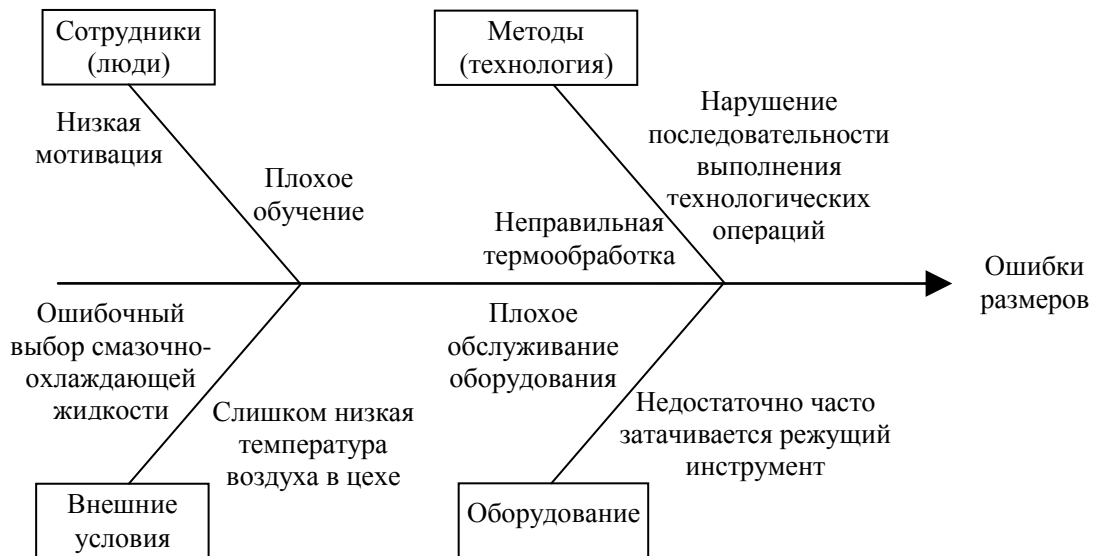 Сотрудники
(люди)
Методы
(технология)
Низкая
мотивация
Плохое
обучение
Неправильная
термообработка
Нарушение
последовательности
выполнения
технологических
операций
Ошибки
размеров
Ошибочный
выбор смазочно-
охлаждающей
жидкости
Слишком низкая
температура
воздуха в цехе
Плохое
обслуживание
оборудования
Недостаточно часто
затачивается режущий
инструмент
Внешние
условия
Оборудование